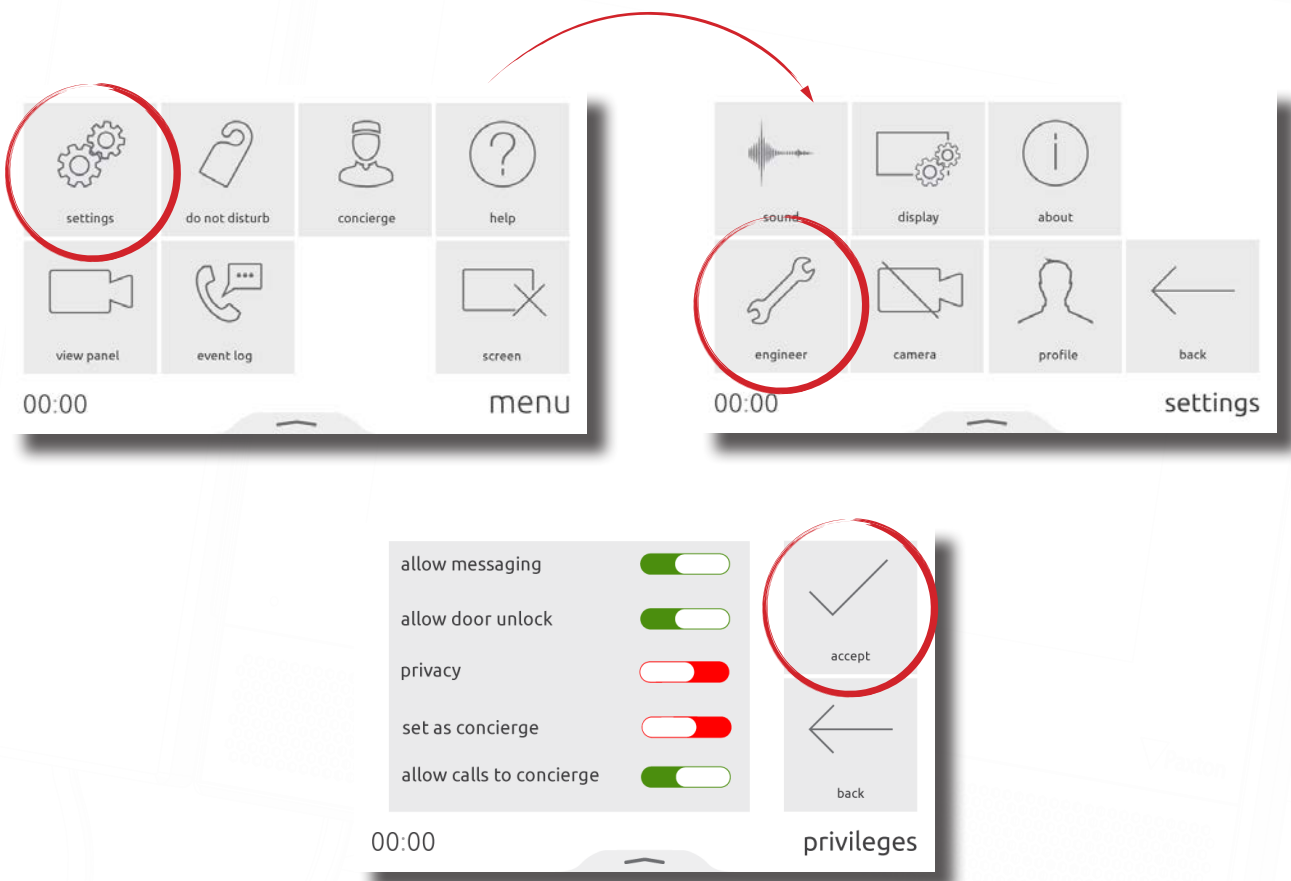 settings
do not disturb
concierge
help
view panel
event log
screen
00:00
menu
sound
display
about
engineer
camera
profile
back
00:00
settings
allow messaging
allow door unlock
privacy
set as concierge
allow calls to concierge
accept
back
00:00
privileges